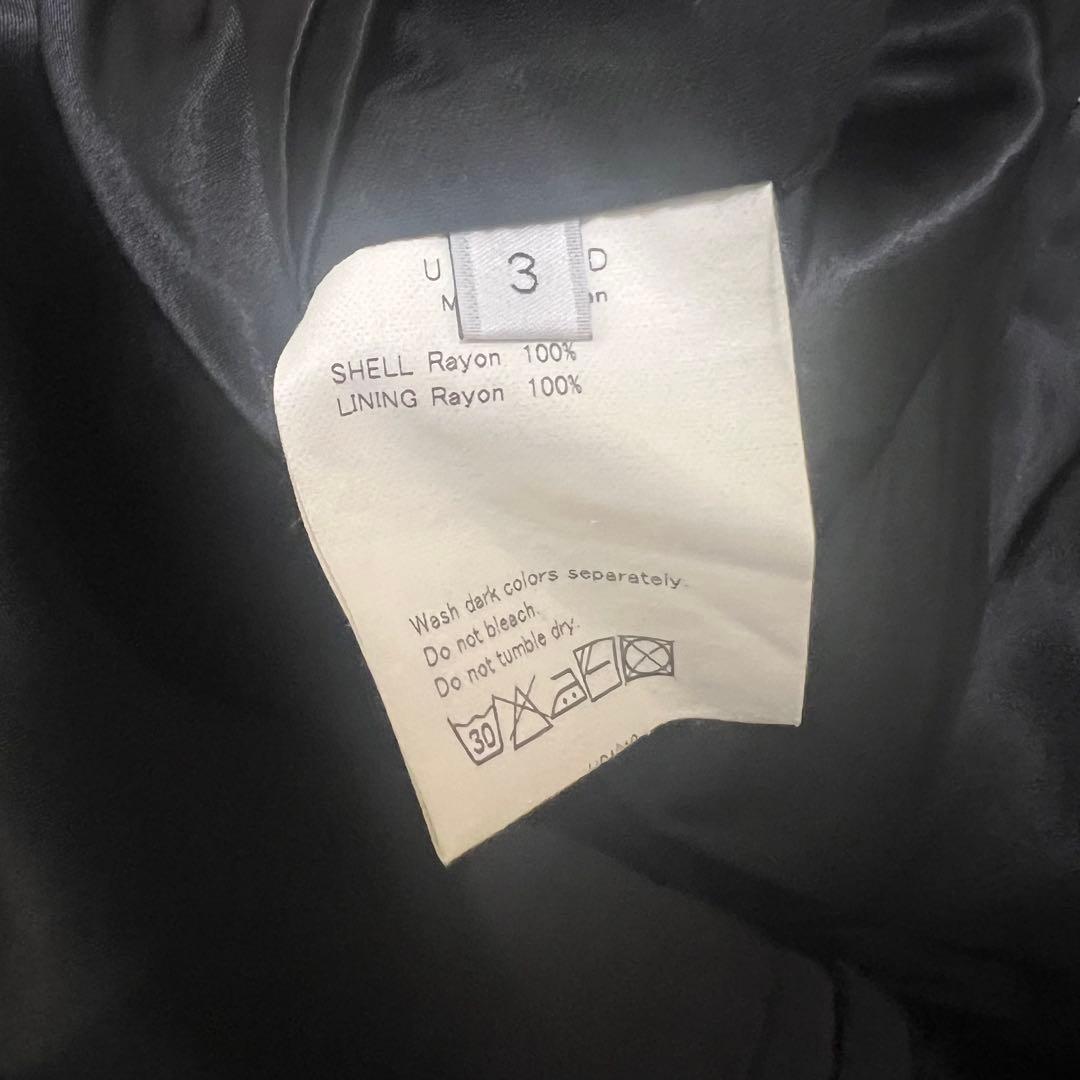 3
U D
SHELL Rayon 100%
LINING Rayon 100%
Wash dark colors separately.
Do not bleach.
Do not tumble dry.
30